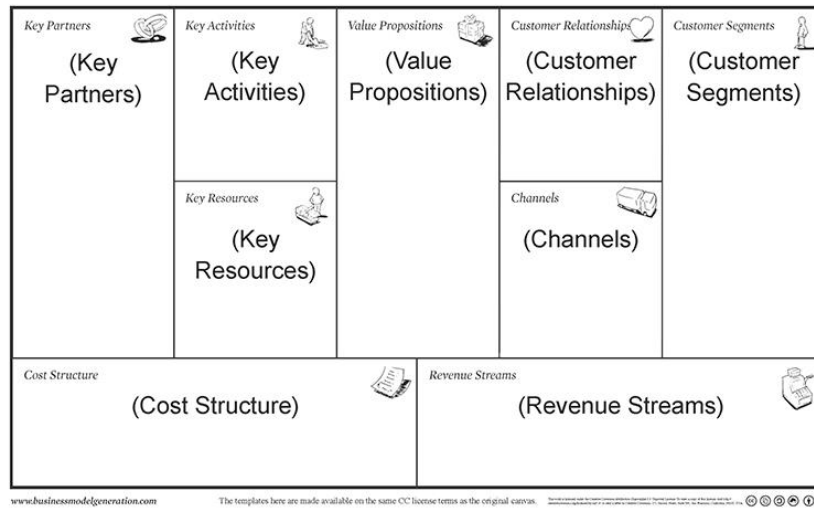 Key Partners
(Key
Partners)
Key Activities
(Key
Activities)
Key Resources
(Key
Resources)
Value Propositions
(Value
Propositions)
Customer Relationships
(Customer
Relationships)
Channels
(Channels)
Customer Segments
(Customer
Segments)
Cost Structure
(Cost Structure)
Revenue Streams
(Revenue Streams)
www.businessmodelgeneration.com
The templates here are made available on the same CC license terms as the original canvas.